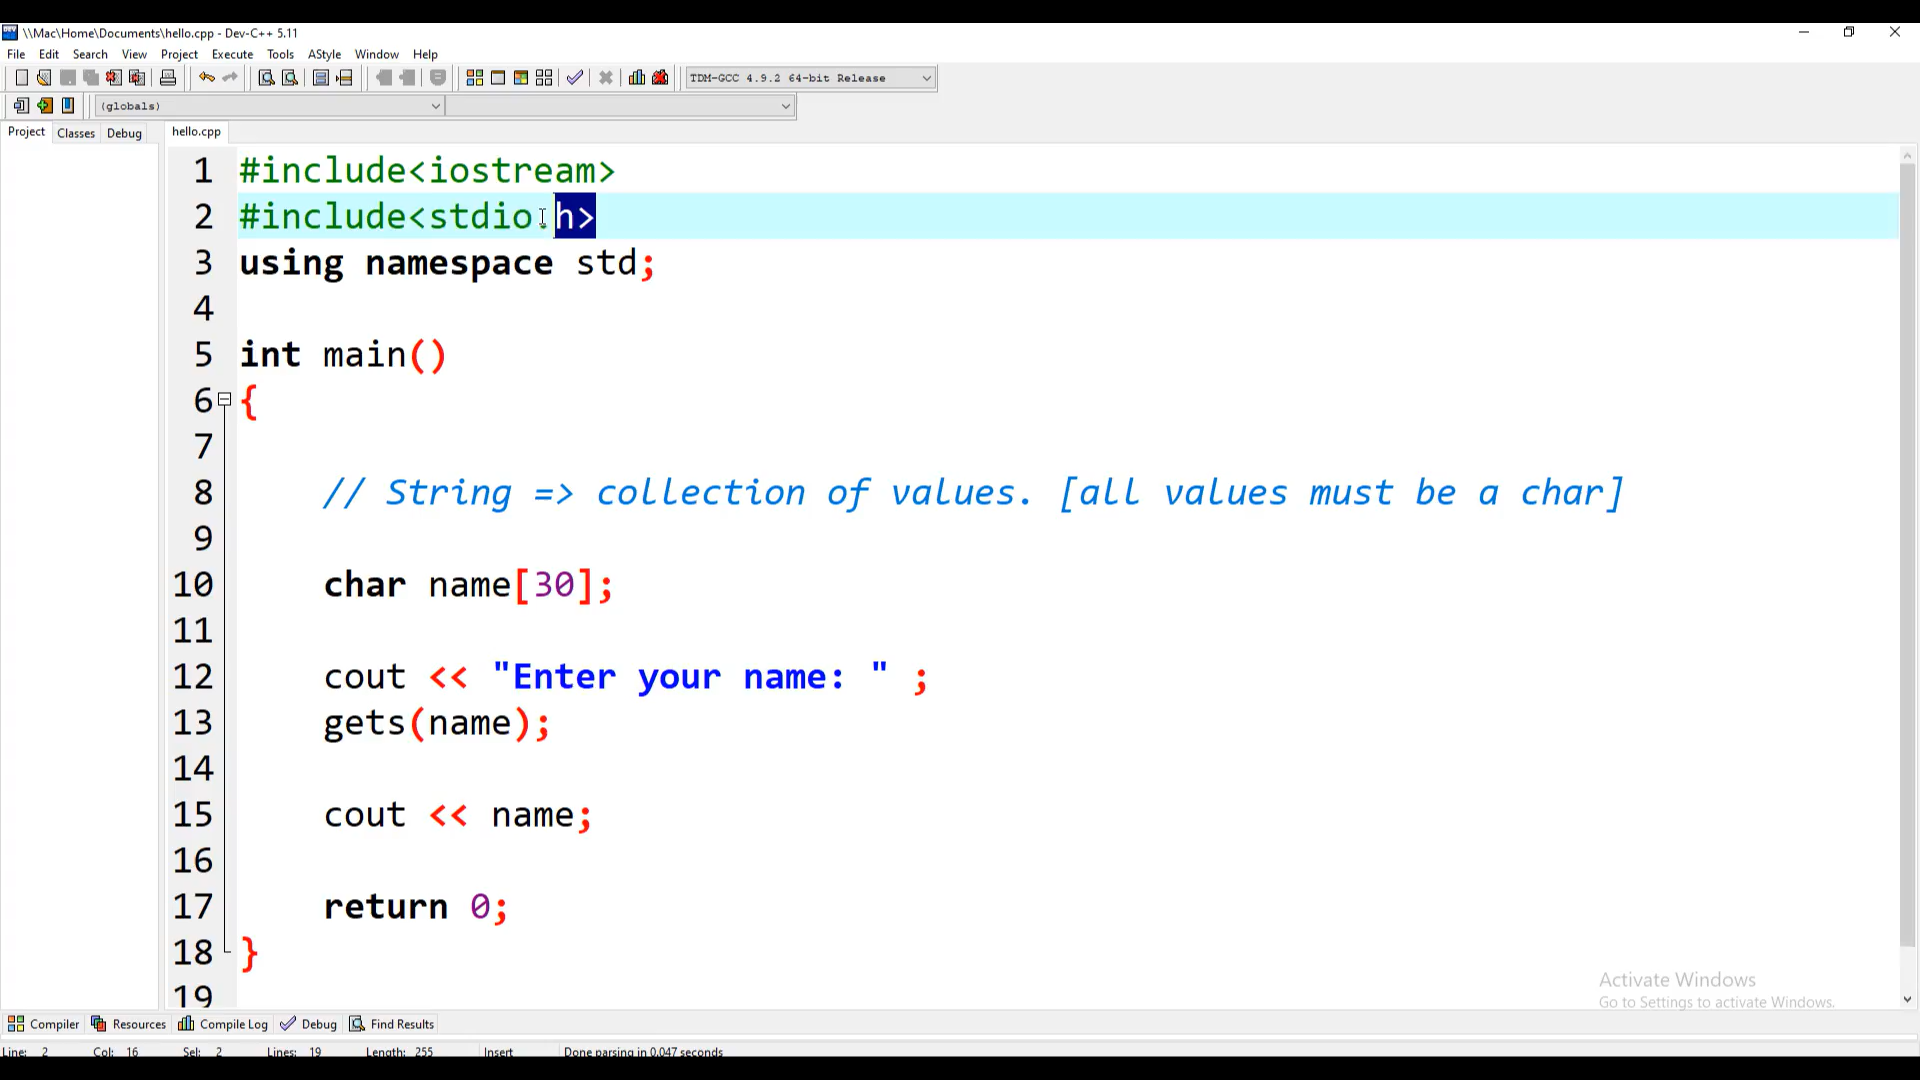 \\Mac\Home\Documents\hello.cpp - Dev-C++ 5.11
File Edit Search View Project Execute Tools AStyle Window Help
TDM-GCC 4.9.2 64-bit Release
(globals)
Project Classes Debug hello.cpp
1 #include<iostream>
2 #include<stdio.h>
3 using namespace std;
4
5 int main()
6 {
7
8 // String => collection of values. [all values must be a char]
9
10 char name[30];
11
12 cout << "Enter your name: " ;
13 gets(name);
14
15 cout << name;
16
17 return 0;
18 }
19
Activate Windows
Go to Settings to activate Windows.
Compiler Resources Compile Log Debug Find Results
Line: 2 Col: 16 Sel: 2 Lines: 19 Length: 255 Insert Done parsing in 0.047 seconds